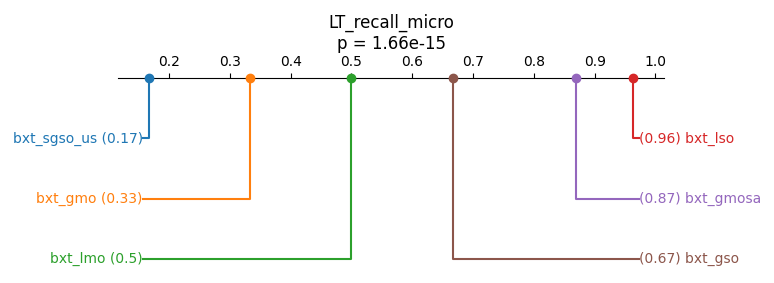 LT_recall_micro
p = 1.66e-15
0.2 0.3 0.4 0.5 0.6 0.7 0.8 0.9 1.0
bxt_sgso_us (0.17) (0.96) bxt_lso
bxt_gmo (0.33) (0.87) bxt_gmosa
bxt_lmo (0.5) (0.67) bxt_gso